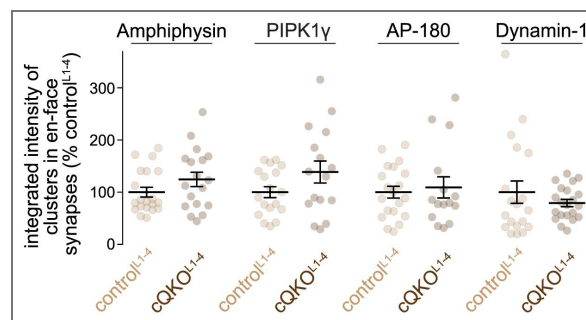 Amphiphysin PIPK1γ AP-180 Dynamin-1
integrated intensity of
clusters in en-face
synapses (% control^L1-4)
300
200
100
0
control^L1-4 cQKO^L1-4 control^L1-4 cQKO^L1-4 control^L1-4 cQKO^L1-4 control^L1-4 cQKO^L1-4